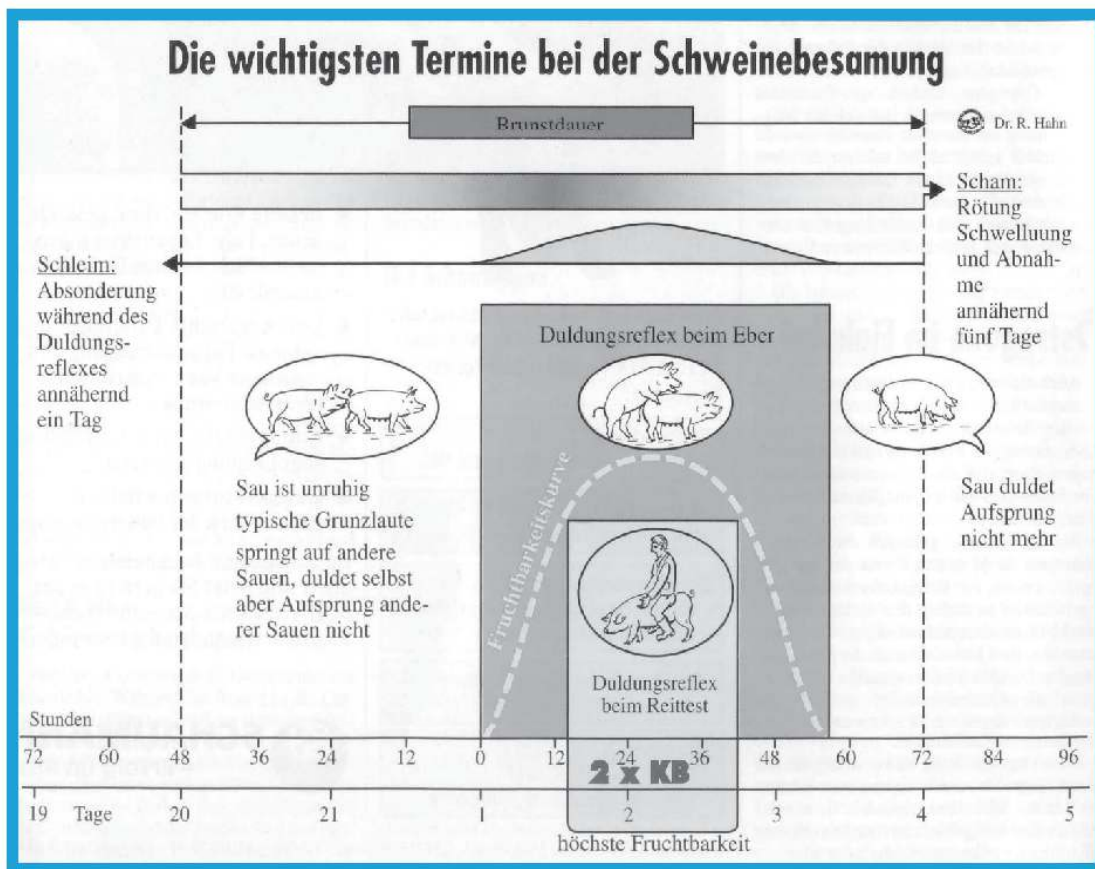 Die wichtigsten Termine bei der Schweinebesamung
Brunstdauer
Dr. R. Hahn
Scham:
Rötung
Schwelluung
und Abnah-
me
annähernd
fünf Tage
Schleim:
Absonderung
während des
Duldungs-
reflexes
annähernd
ein Tag
Duldungsreflex beim Eber
Sau ist unruhig
typische Grunzlaute
springt auf andere
Sauen, duldet selbst
aber Aufsprung ande-
rer Sauen nicht
Fruchtbarkeitskurve
Sau duldet
Aufsprung
nicht mehr
Duldungsreflex
beim Reittest
Stunden
72 60 48 36 24 12 0 12 24 36 48 60 72 84 96
2 x KB
19 Tage 20 21 1 2 3 4 5
höchste Fruchtbarkeit